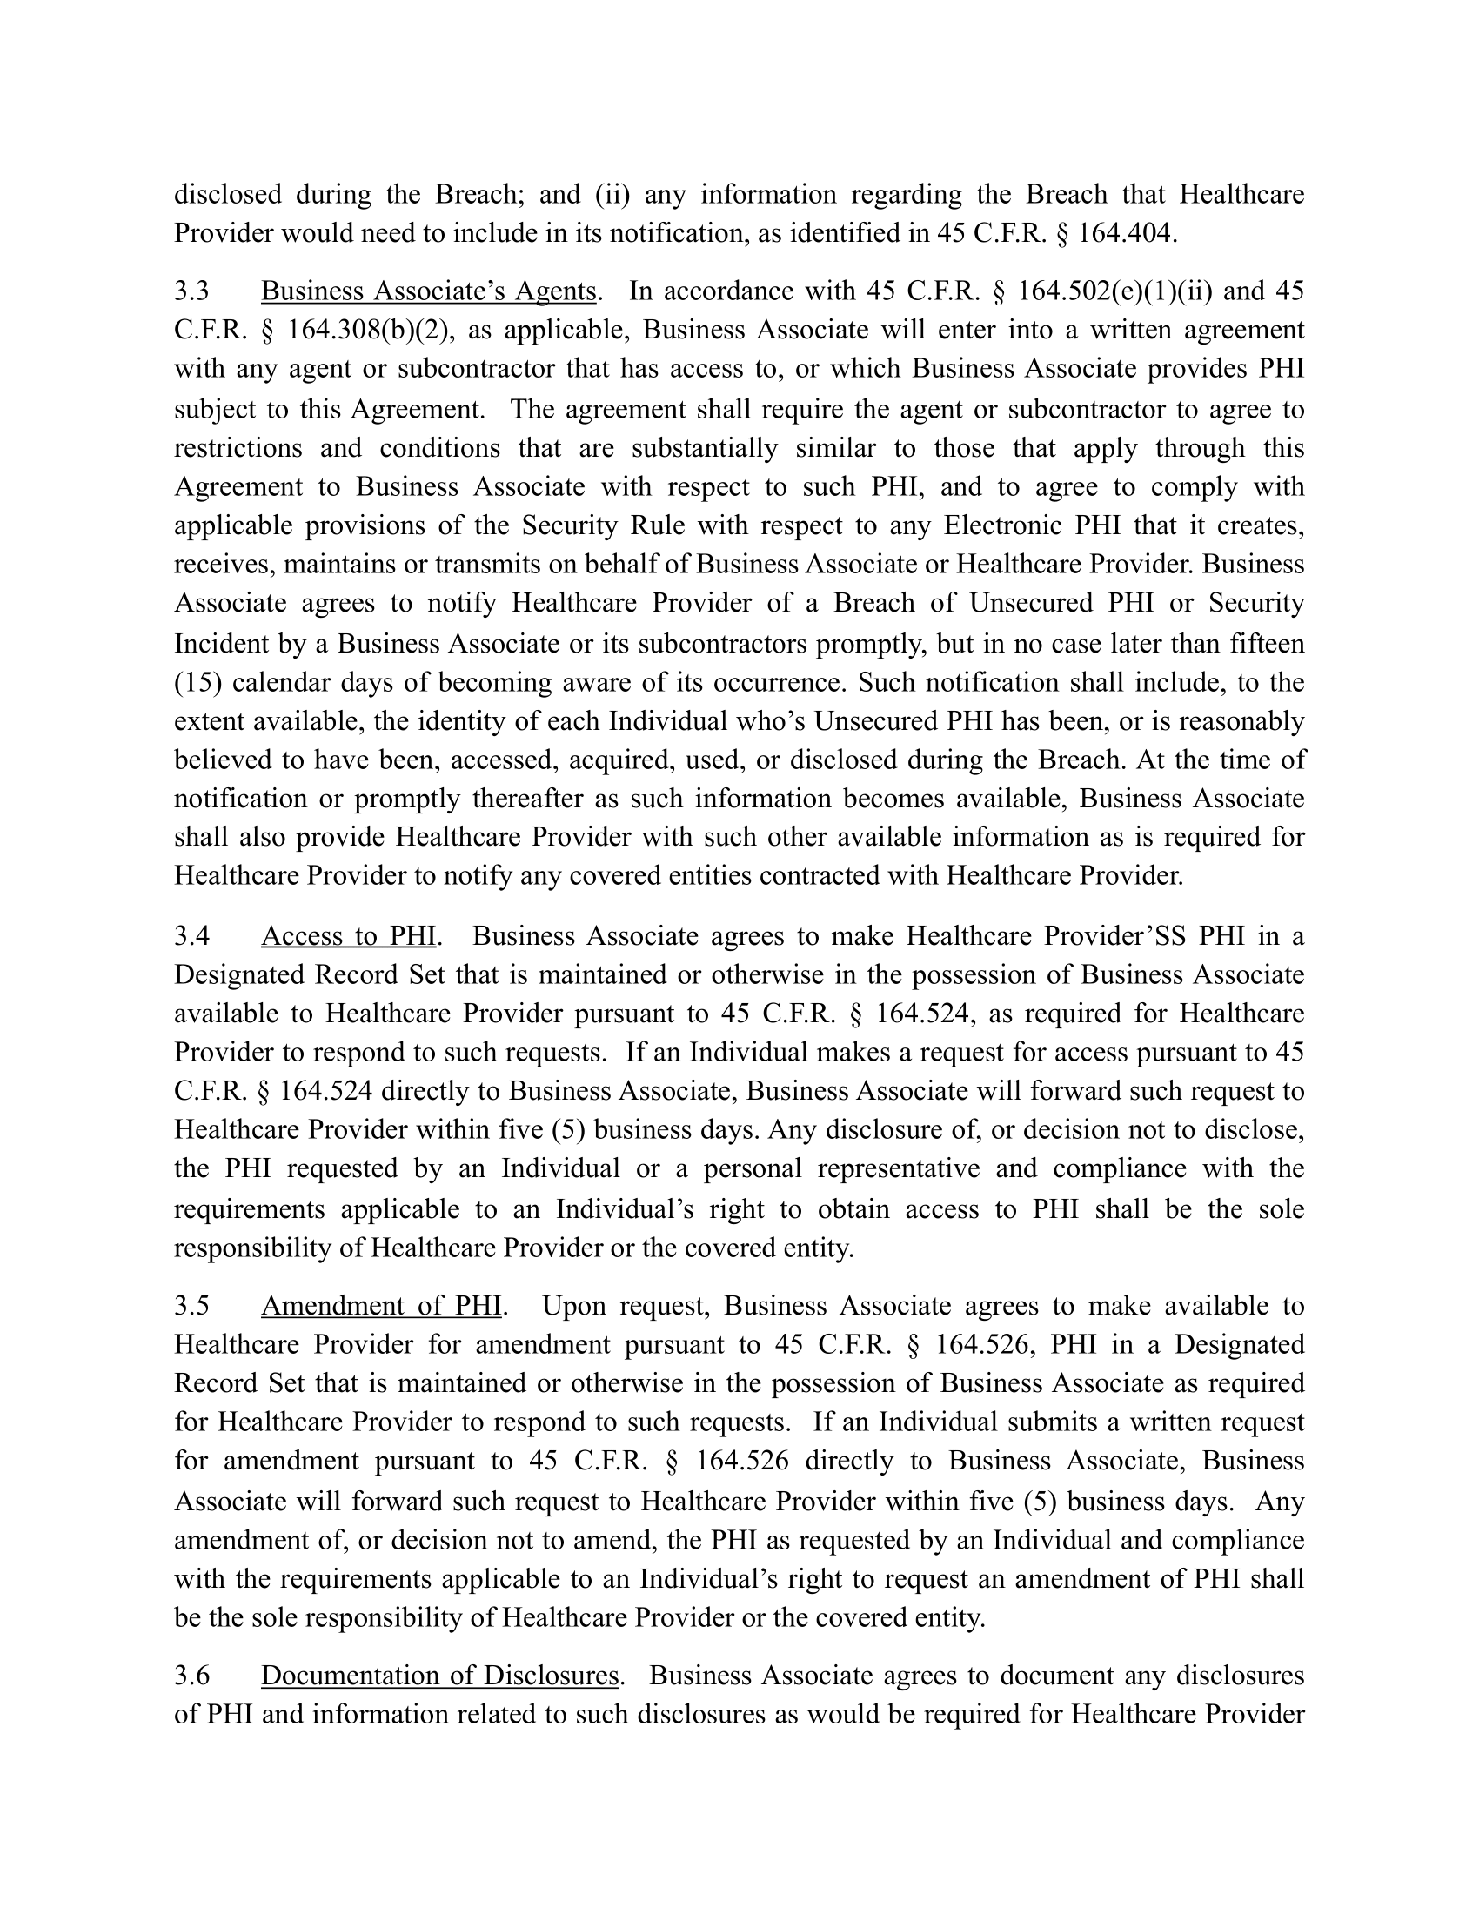 disclosed during the Breach; and (ii) any information regarding the Breach that Healthcare
Provider would need to include in its notification, as identified in 45 C.F.R. § 164.404.
3.3 Business Associate’s Agents. In accordance with 45 C.F.R. § 164.502(e)(1)(ii) and 45
C.F.R. § 164.308(b)(2), as applicable, Business Associate will enter into a written agreement
with any agent or subcontractor that has access to, or which Business Associate provides PHI
subject to this Agreement. The agreement shall require the agent or subcontractor to agree to
restrictions and conditions that are substantially similar to those that apply through this
Agreement to Business Associate with respect to such PHI, and to agree to comply with
applicable provisions of the Security Rule with respect to any Electronic PHI that it creates,
receives, maintains or transmits on behalf of Business Associate or Healthcare Provider. Business
Associate agrees to notify Healthcare Provider of a Breach of Unsecured PHI or Security
Incident by a Business Associate or its subcontractors promptly, but in no case later than fifteen
(15) calendar days of becoming aware of its occurrence. Such notification shall include, to the
extent available, the identity of each Individual who’s Unsecured PHI has been, or is reasonably
believed to have been, accessed, acquired, used, or disclosed during the Breach. At the time of
notification or promptly thereafter as such information becomes available, Business Associate
shall also provide Healthcare Provider with such other available information as is required for
Healthcare Provider to notify any covered entities contracted with Healthcare Provider.
3.4 Access to PHI. Business Associate agrees to make Healthcare Provider’SS PHI in a
Designated Record Set that is maintained or otherwise in the possession of Business Associate
available to Healthcare Provider pursuant to 45 C.F.R. § 164.524, as required for Healthcare
Provider to respond to such requests. If an Individual makes a request for access pursuant to 45
C.F.R. § 164.524 directly to Business Associate, Business Associate will forward such request to
Healthcare Provider within five (5) business days. Any disclosure of, or decision not to disclose,
the PHI requested by an Individual or a personal representative and compliance with the
requirements applicable to an Individual’s right to obtain access to PHI shall be the sole
responsibility of Healthcare Provider or the covered entity.
3.5 Amendment of PHI. Upon request, Business Associate agrees to make available to
Healthcare Provider for amendment pursuant to 45 C.F.R. § 164.526, PHI in a Designated
Record Set that is maintained or otherwise in the possession of Business Associate as required
for Healthcare Provider to respond to such requests. If an Individual submits a written request
for amendment pursuant to 45 C.F.R. § 164.526 directly to Business Associate, Business
Associate will forward such request to Healthcare Provider within five (5) business days. Any
amendment of, or decision not to amend, the PHI as requested by an Individual and compliance
with the requirements applicable to an Individual’s right to request an amendment of PHI shall
be the sole responsibility of Healthcare Provider or the covered entity.
3.6 Documentation of Disclosures. Business Associate agrees to document any disclosures
of PHI and information related to such disclosures as would be required for Healthcare Provider